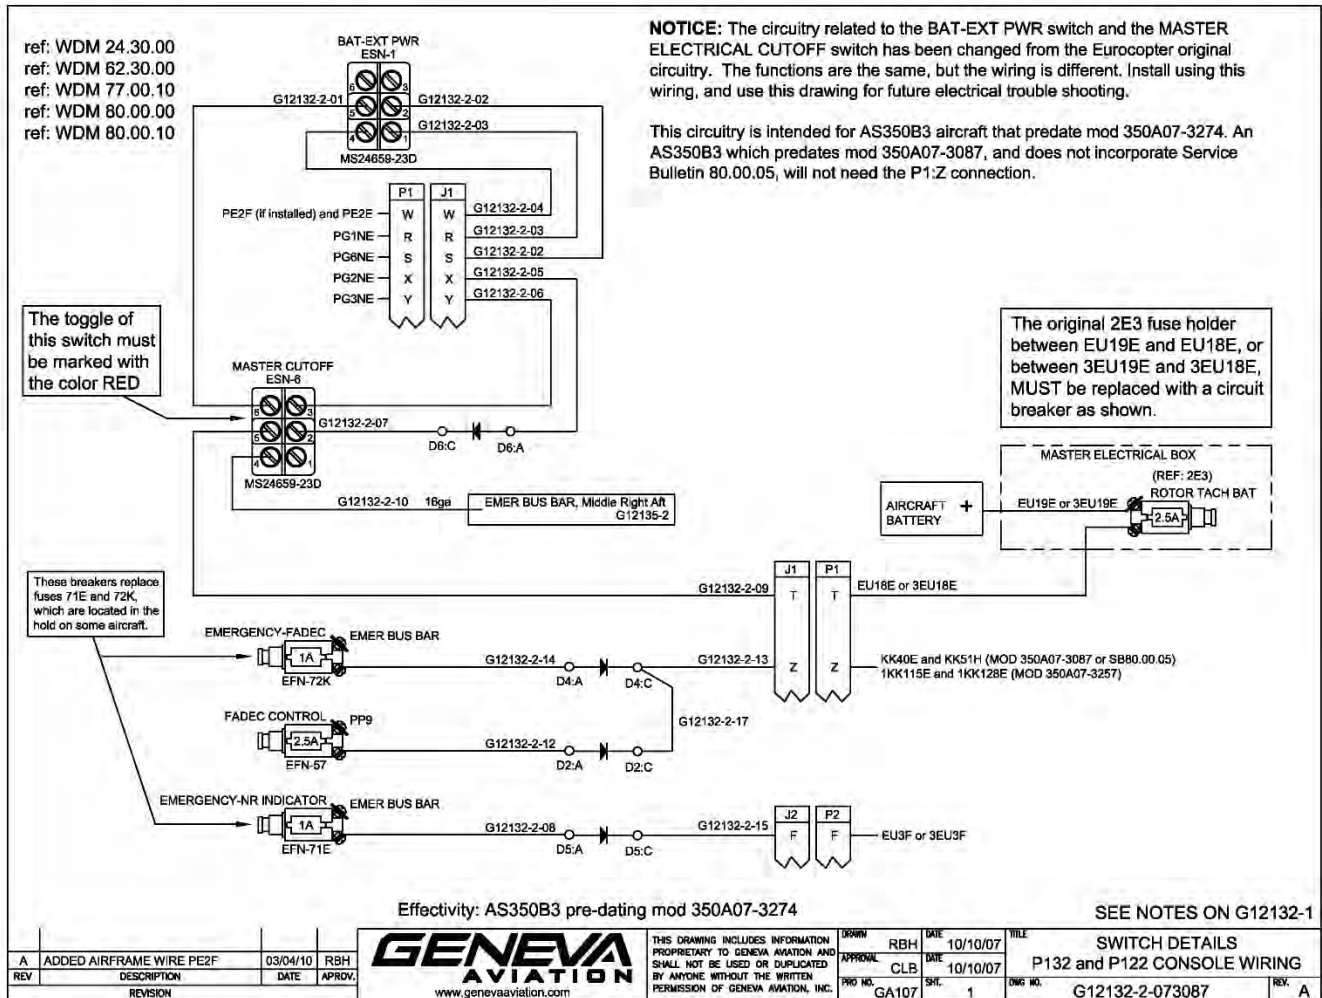 ref: WDM 24.30.00
ref: WDM 62.30.00
ref: WDM 77.00.10
ref: WDM 80.00.00
ref: WDM 80.00.10
NOTICE: The circuitry related to the BAT-EXT PWR switch and the MASTER
ELECTRICAL CUTOFF switch has been changed from the Eurocopter original
circuitry. The functions are the same, but the wiring is different. Install using this
wiring, and use this drawing for future electrical trouble shooting.
This circuitry is intended for AS350B3 aircraft that predate mod 350A07-3274. An
AS350B3 which predates mod 350A07-3087, and does not incorporate Service
Bulletin 80.00.05, will not need the P1:Z connection.
BAT-EXT PWR
ESN-1
6 3
G12132-2-01 5 2 G12132-2-02
4 1 G12132-2-03
MS24659-23D
P1 J1
PE2F (if installed) and PE2E W W G12132-2-04
PG1NE R R G12132-2-03
PG6NE S S G12132-2-02
PG2NE X X G12132-2-05
PG3NE Y Y G12132-2-06
The toggle of
this switch must
be marked with
the color RED
MASTER CUTOFF
ESN-6
6 3
5 2 G12132-2-07
D6:C D6:A
4 1
MS24659-23D
G12132-2-10 16ga EMER BUS BAR, Middle Right Aft
G12135-2
The original 2E3 fuse holder
between EU19E and EU18E, or
between 3EU19E and 3EU18E,
MUST be replaced with a circuit
breaker as shown.
MASTER ELECTRICAL BOX
(REF: 2E3)
ROTOR TACH BAT
AIRCRAFT +
BATTERY
EU19E or 3EU19E
2.5A
These breakers replace
fuses 71E and 72K,
which are located in the
hold on some aircraft.
J1 P1
G12132-2-09 T T EU18E or 3EU18E
EMERGENCY-FADEC EMER BUS BAR
1A
EFN-72K
G12132-2-14 D4:A D4:C G12132-2-13 Z Z
KK40E and KK51H (MOD 350A07-3087 or SB80.00.05)
1KK115E and 1KK128E (MOD 350A07-3257)
FADEC CONTROL PP9
2.5A
EFN-57
G12132-2-12 D2:A D2:C
G12132-2-17
EMERGENCY-NR INDICATOR EMER BUS BAR
1A
EFN-71E
G12132-2-08 D5:A D5:C G12132-2-15
J2 P2
F F EU3F or 3EU3F
Effectivity: AS350B3 pre-dating mod 350A07-3274
SEE NOTES ON G12132-1
A ADDED AIRFRAME WIRE PE2F 03/04/10 RBH
REV DESCRIPTION DATE APROV.
REVISION
GENEVA
AVIATION
www.genevaaviation.com
THIS DRAWING INCLUDES INFORMATION
PROPRIETARY TO GENEVA AVIATION AND
SHALL NOT BE USED OR DUPLICATED
BY ANYONE WITHOUT THE WRITTEN
PERMISSION OF GENEVA AVIATION, INC.
DRAWN RBH DATE 10/10/07
APPROVAL CLB DATE 10/10/07
PRO NO. GA107 SHT. 1
TITLE
SWITCH DETAILS
P132 and P122 CONSOLE WIRING
DWG NO. G12132-2-073087 REV. A